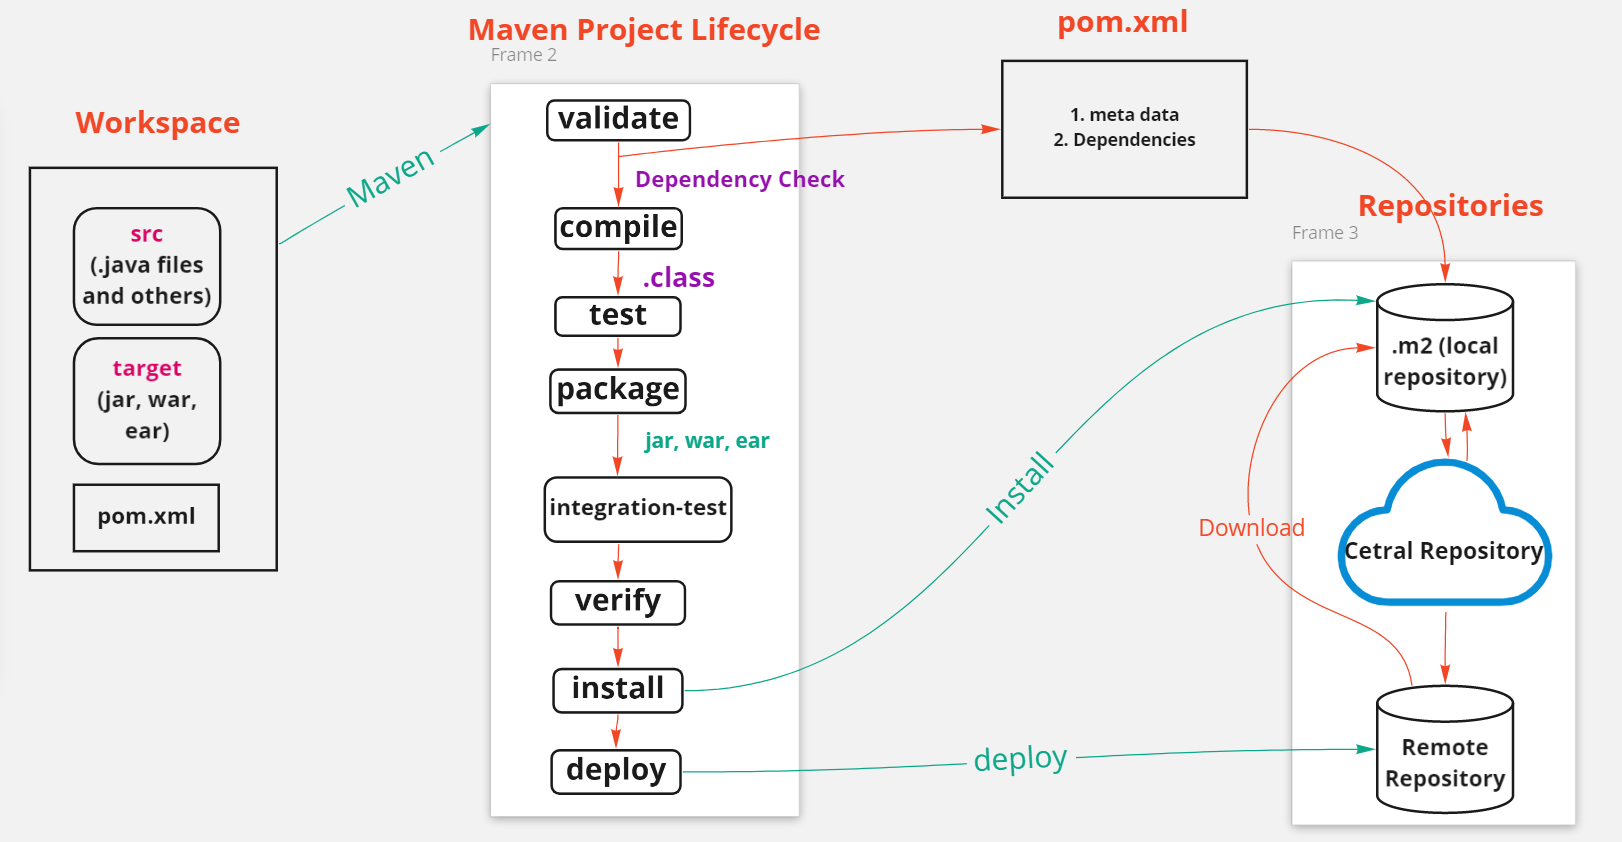 Workspace
src
(.java files
and others)
target
(jar, war,
ear)
pom.xml
Maven
Maven Project Lifecycle
Frame 2
validate
Dependency Check
compile
.class
test
package
jar, war, ear
integration-test
verify
install
deploy
Install
deploy
pom.xml
1. meta data
2. Dependencies
Repositories
Frame 3
.m2 (local
repository)
Download
Cetral Repository
Remote
Repository